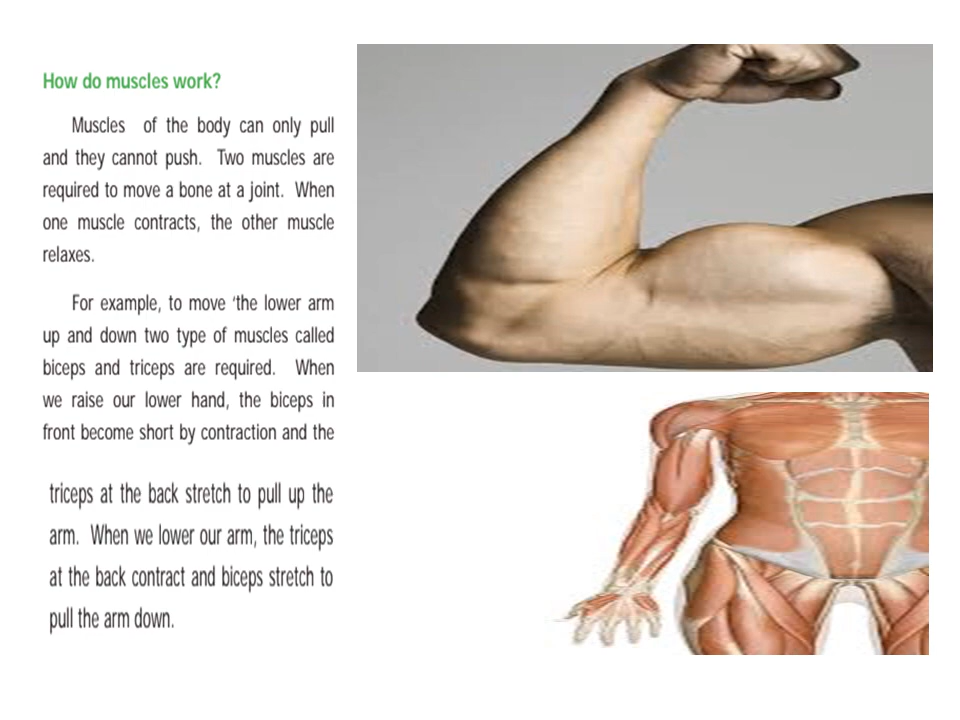 How do muscles work?
Muscles of the body can only pull
and they cannot push. Two muscles are
required to move a bone at a joint. When
one muscle contracts, the other muscle
relaxes.
For example, to move ‘the lower arm
up and down two type of muscles called
biceps and triceps are required. When
we raise our lower hand, the biceps in
front become short by contraction and the
triceps at the back stretch to pull up the
arm. When we lower our arm, the triceps
at the back contract and biceps stretch to
pull the arm down.